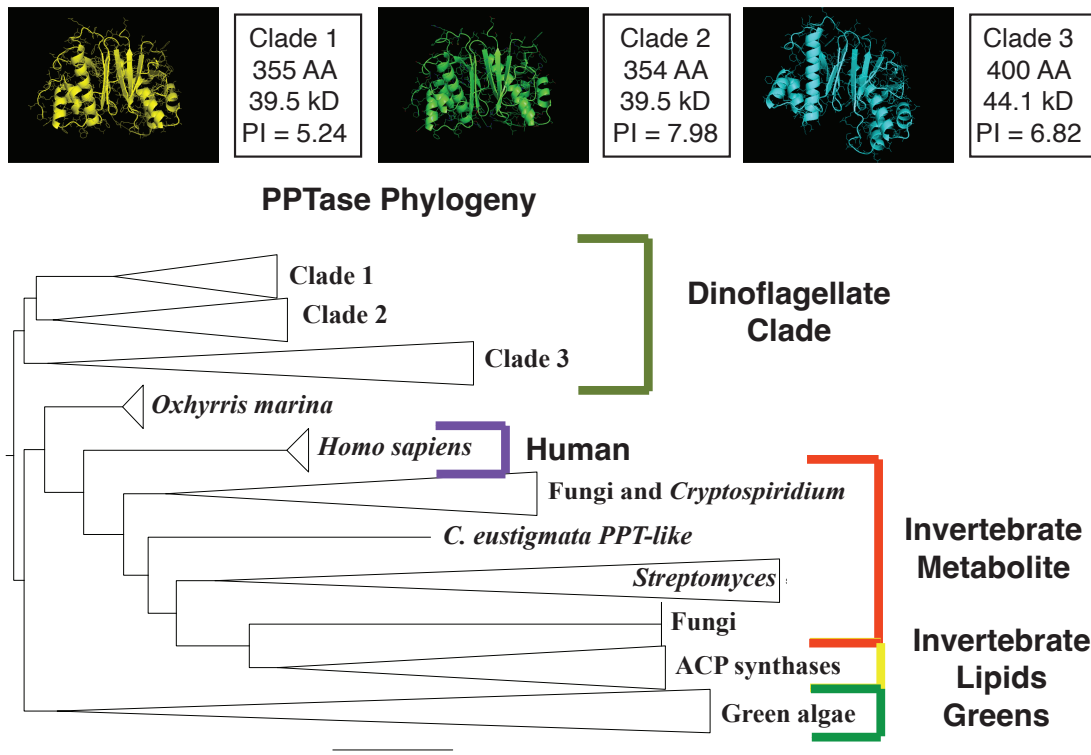 Clade 1
355 AA
39.5 kD
PI = 5.24
Clade 2
354 AA
39.5 kD
PI = 7.98
Clade 3
400 AA
44.1 kD
PI = 6.82
PPTase Phylogeny
Clade 1
Clade 2
Clade 3
Dinoflagellate
Clade
Oxhyrris marina
Homo sapiens
Human
Fungi and Cryptospiridium
C. eustigmata PPT-like
Streptomyces
Fungi
ACP synthases
Green algae
Invertebrate
Metabolite
Invertebrate
Lipids
Greens